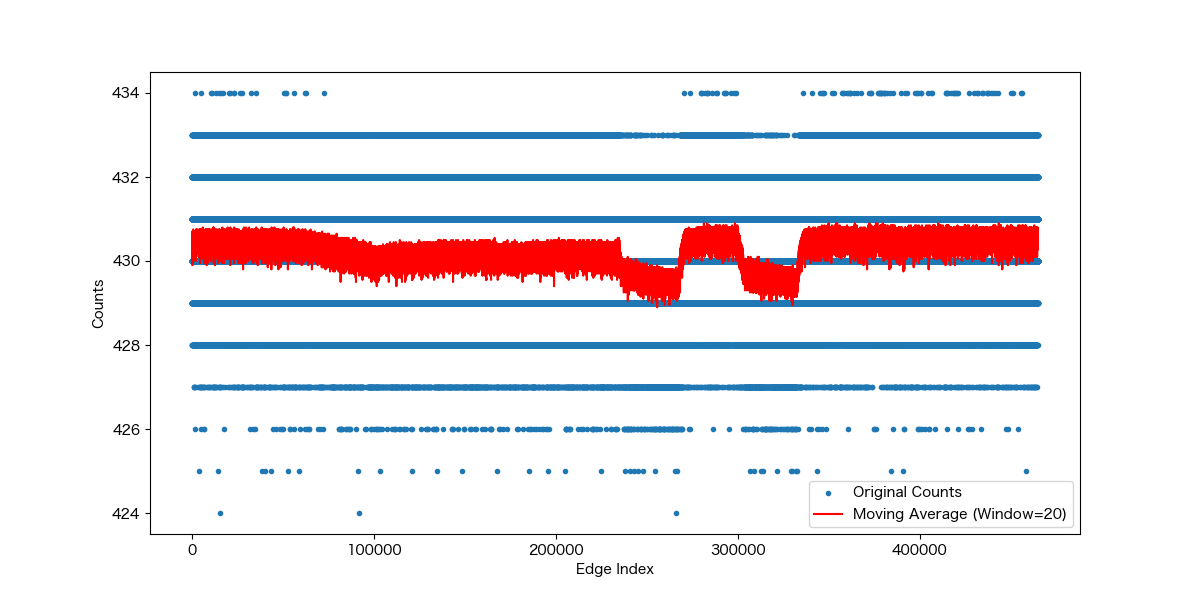 434
432
430
428
426
424
Counts
0
100000
200000
300000
400000
Edge Index
Original Counts
Moving Average (Window=20)